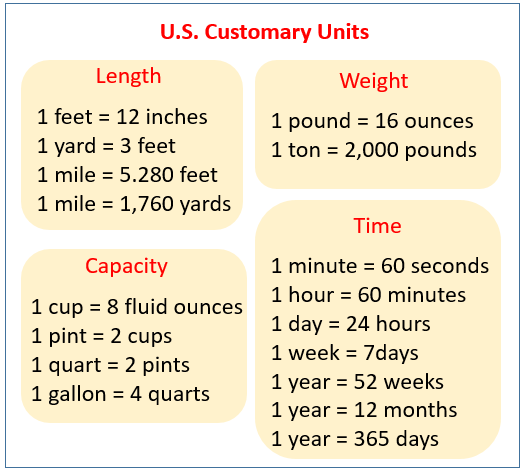 U.S. Customary Units
Length
1 feet = 12 inches
1 yard = 3 feet
1 mile = 5.280 feet
1 mile = 1,760 yards
Weight
1 pound = 16 ounces
1 ton = 2,000 pounds
Capacity
1 cup = 8 fluid ounces
1 pint = 2 cups
1 quart = 2 pints
1 gallon = 4 quarts
Time
1 minute = 60 seconds
1 hour = 60 minutes
1 day = 24 hours
1 week = 7days
1 year = 52 weeks
1 year = 12 months
1 year = 365 days